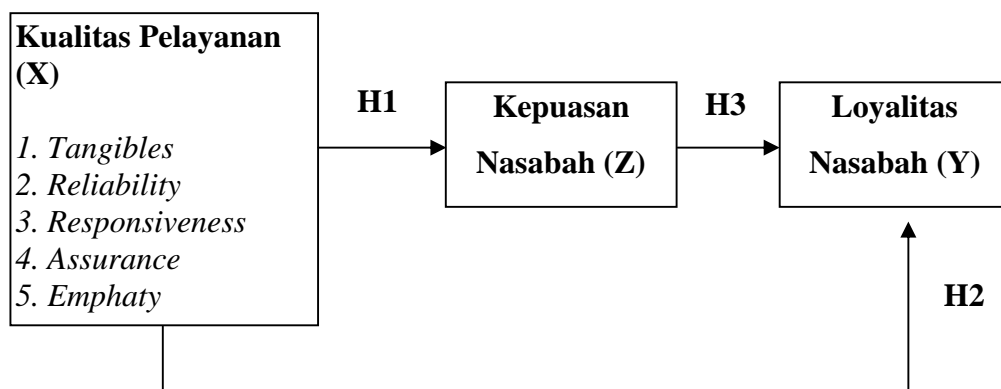 Kualitas Pelayanan
(X)
1. Tangibles
2. Reliability
3. Responsiveness
4. Assurance
5. Emphaty
H1
Kepuasan
Nasabah (Z)
H3
Loyalitas
Nasabah (Y)
H2